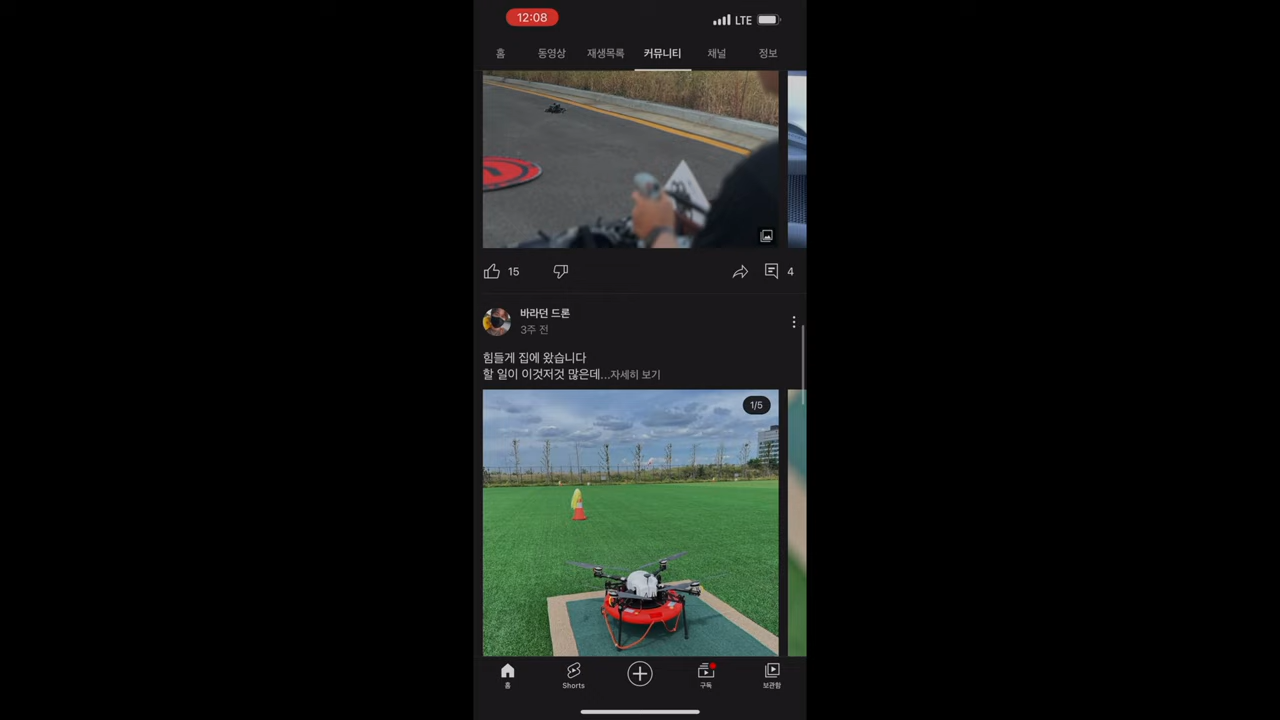 12:08
LTE
홈 동영상 재생목록 커뮤니티 채널 정보
15
4
바라던 드론
3주 전
힘들게 집에 왔습니다
할 일이 이것저것 많은데...자세히 보기
1/5
홈 Shorts 구독 보관함